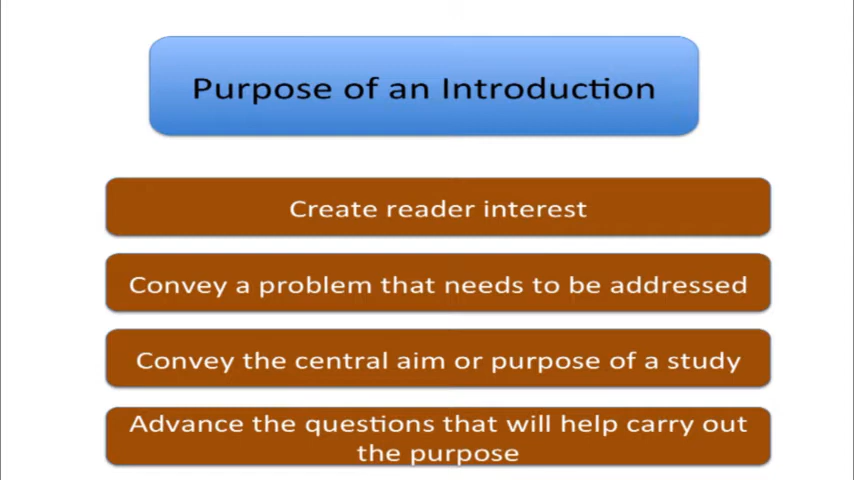 Purpose of an Introduction
Create reader interest
Convey a problem that needs to be addressed
Convey the central aim or purpose of a study
Advance the questions that will help carry out
the purpose